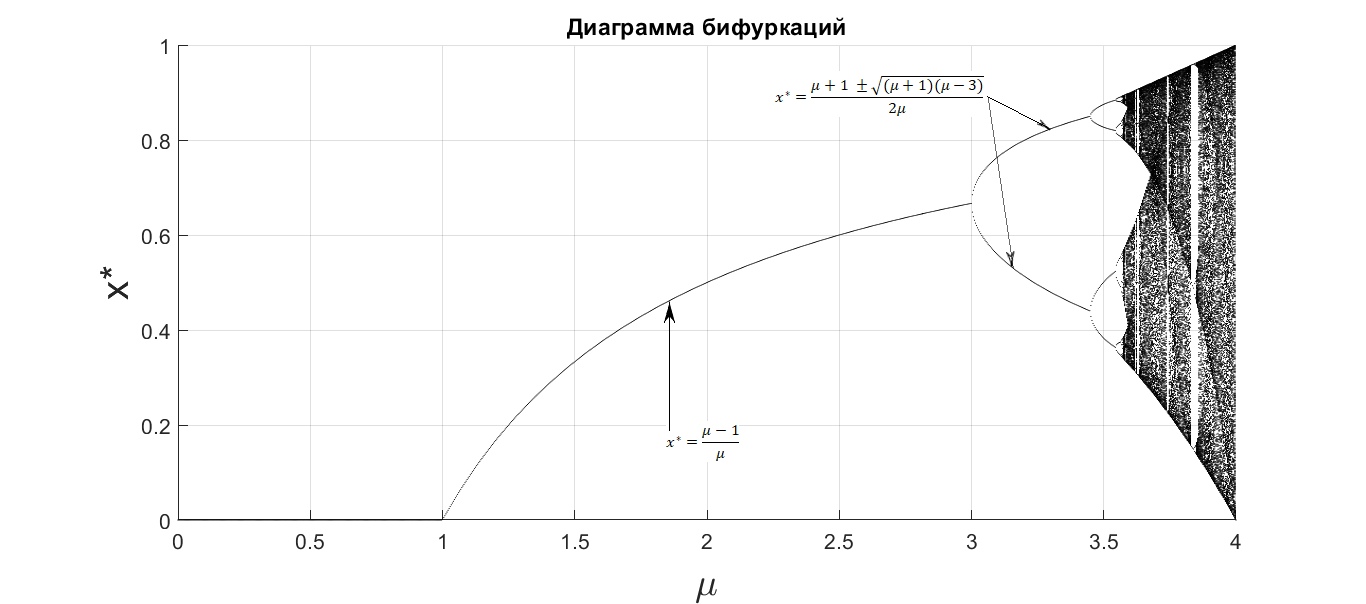 Диаграмма бифуркаций
x* = (μ + 1 ± √((μ + 1)(μ − 3))) / 2μ
x* = (μ − 1) / μ
x*
1
0.8
0.6
0.4
0.2
0
0 0.5 1 1.5 2 2.5 3 3.5 4
μ